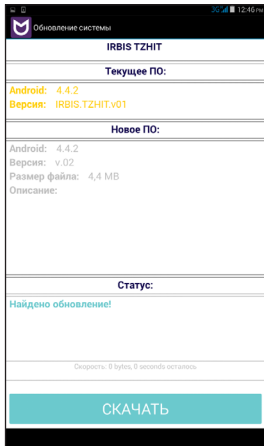 3G 12:46 PM
Обновление системы
IRBIS TZHIT
Текущее ПО:
Android: 4.4.2
Версия: IRBIS.TZHIT.v01
Новое ПО:
Android: 4.4.2
Версия: v.02
Размер файла: 4,4 MB
Описание:
Статус:
Найдено обновление!
Скорость: 0 bytes, 0 seconds осталось
СКАЧАТЬ